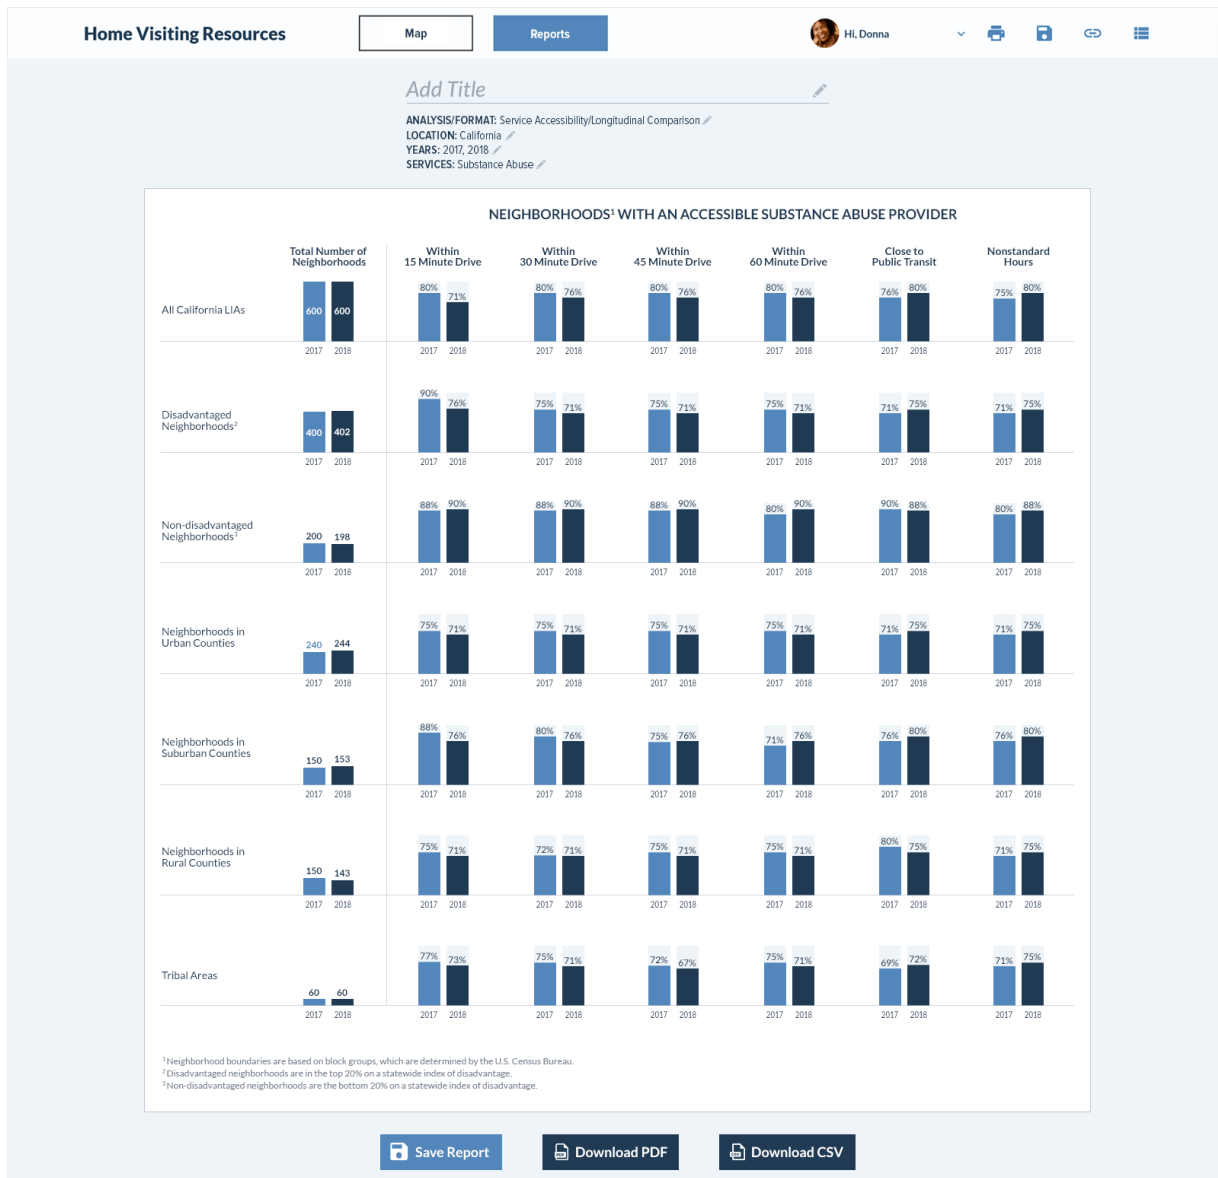 Home Visiting Resources
Map
Reports
Hi, Donna
Add Title
ANALYSIS/FORMAT: Service Accessibility/Longitudinal Comparison
LOCATION: California
YEARS: 2017, 2018
SERVICES: Substance Abuse
NEIGHBORHOODS¹ WITH AN ACCESSIBLE SUBSTANCE ABUSE PROVIDER
Total Number of Neighborhoods
Within 15 Minute Drive
Within 30 Minute Drive
Within 45 Minute Drive
Within 60 Minute Drive
Close to Public Transit
Nonstandard Hours
All California LIAs
600 600 80% 71% 80% 76% 80% 76% 80% 76% 76% 80% 75% 80%
2017 2018 2017 2018 2017 2018 2017 2018 2017 2018 2017 2018 2017 2018
Disadvantaged
Neighborhoods²
400 402 90% 76% 75% 71% 75% 71% 75% 71% 71% 75% 71% 75%
2017 2018 2017 2018 2017 2018 2017 2018 2017 2018 2017 2018 2017 2018
Non-disadvantaged
Neighborhoods³
200 198 88% 90% 88% 90% 88% 90% 80% 90% 90% 88% 80% 88%
2017 2018 2017 2018 2017 2018 2017 2018 2017 2018 2017 2018 2017 2018
Neighborhoods in
Urban Counties
240 244 75% 71% 75% 71% 75% 71% 75% 71% 71% 75% 71% 75%
2017 2018 2017 2018 2017 2018 2017 2018 2017 2018 2017 2018 2017 2018
Neighborhoods in
Suburban Counties
150 153 88% 76% 80% 76% 75% 76% 71% 76% 76% 80% 76% 80%
2017 2018 2017 2018 2017 2018 2017 2018 2017 2018 2017 2018 2017 2018
Neighborhoods in
Rural Counties
150 143 75% 71% 72% 71% 75% 71% 75% 71% 80% 75% 71% 75%
2017 2018 2017 2018 2017 2018 2017 2018 2017 2018 2017 2018 2017 2018
Tribal Areas
60 60 77% 73% 75% 71% 72% 67% 75% 71% 69% 72% 71% 75%
2017 2018 2017 2018 2017 2018 2017 2018 2017 2018 2017 2018 2017 2018
¹ Neighborhood boundaries are based on block groups, which are determined by the U.S. Census Bureau.
² Disadvantaged neighborhoods are in the top 20% on a statewide index of disadvantage.
³ Non-disadvantaged neighborhoods are the bottom 20% on a statewide index of disadvantage.
Save Report
Download PDF
Download CSV